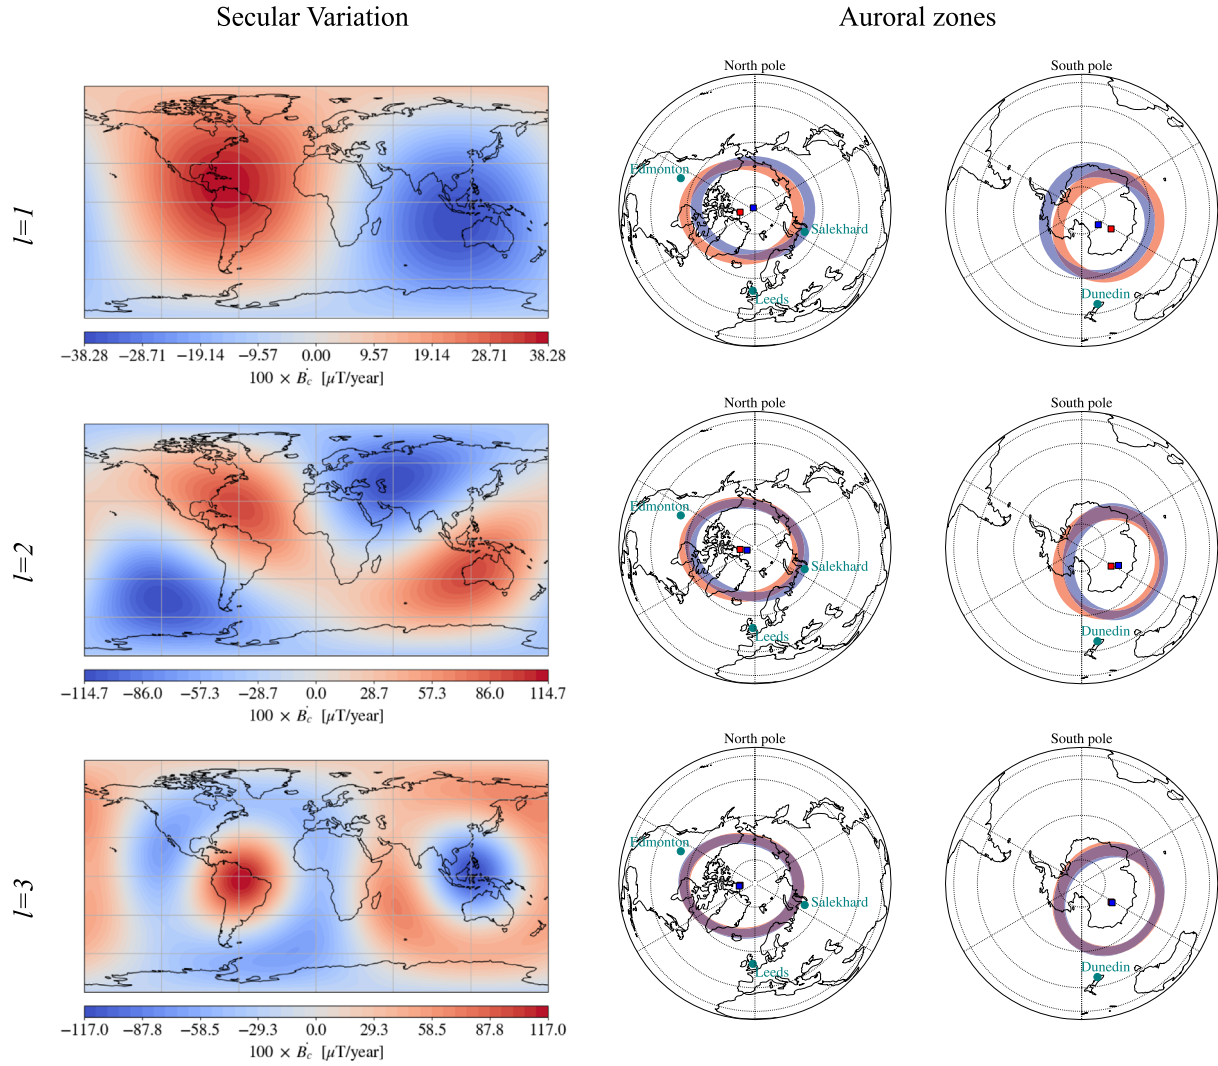 Secular Variation
Auroral zones
l=1
−38.28 −28.71 −19.14 −9.57 0.00 9.57 19.14 28.71 38.28
100 × Ḃc [μT/year]
North pole
Edmonton
Salekhard
Leeds
South pole
Dunedin
l=2
−114.7 −86.0 −57.3 −28.7 0.0 28.7 57.3 86.0 114.7
100 × Ḃc [μT/year]
North pole
Edmonton
Salekhard
Leeds
South pole
Dunedin
l=3
−117.0 −87.8 −58.5 −29.3 0.0 29.3 58.5 87.8 117.0
100 × Ḃc [μT/year]
North pole
Edmonton
Salekhard
Leeds
South pole
Dunedin